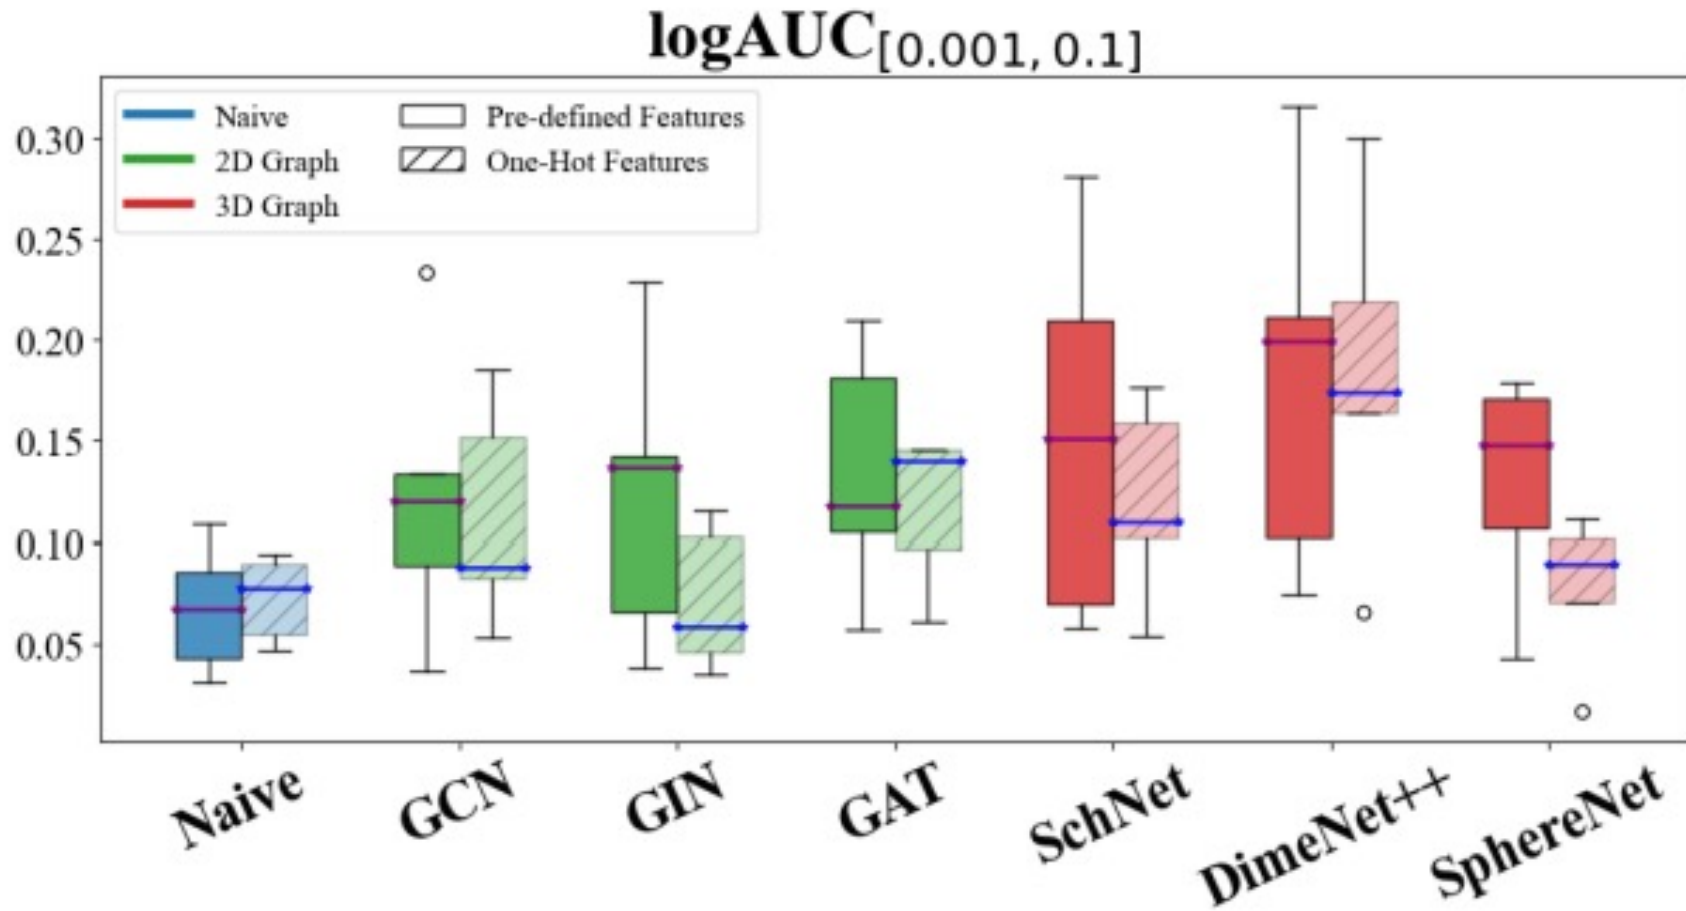 logAUC[0.001, 0.1]
Naive
2D Graph
3D Graph
Pre-defined Features
One-Hot Features
0.30
0.25
0.20
0.15
0.10
0.05
Naive
GCN
GIN
GAT
SchNet
DimeNet++
SphereNet